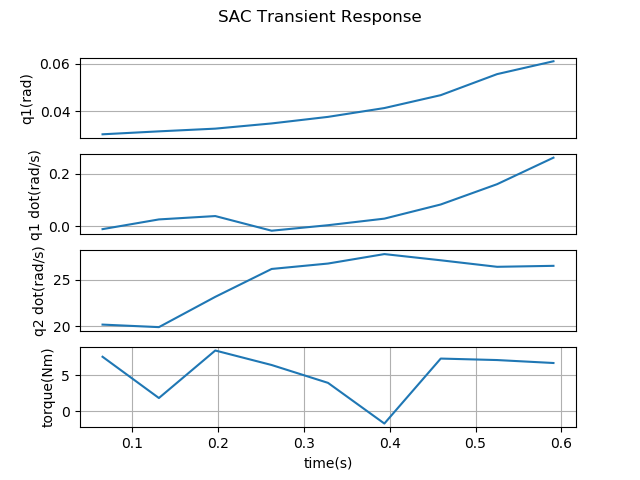 SAC Transient Response
q1(rad)
0.06
0.04
q1 dot(rad/s)
0.2
0.0
q2 dot(rad/s)
25
20
torque(Nm)
5
0
0.1 0.2 0.3 0.4 0.5 0.6
time(s)